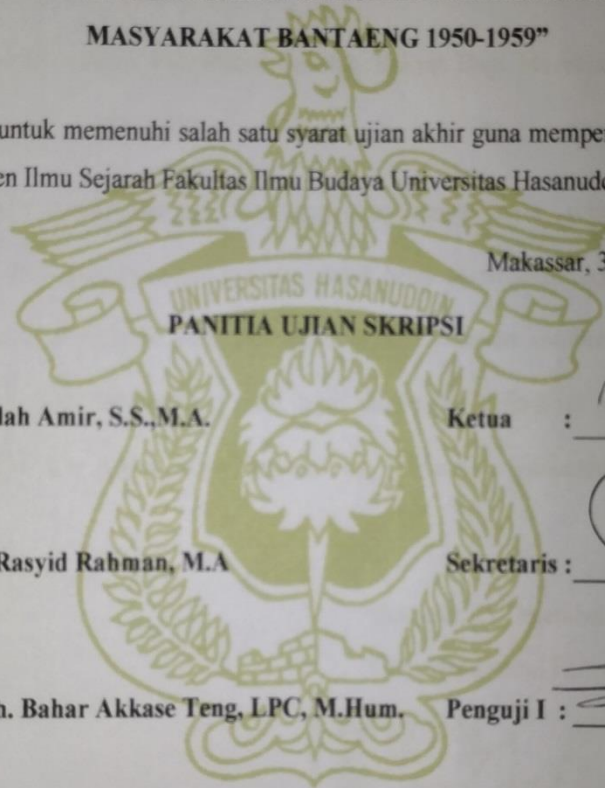 MASYARAKAT BANTAENG 1950-1959”
untuk memenuhi salah satu syarat ujian akhir guna mempe
en Ilmu Sejarah Fakultas Ilmu Budaya Universitas Hasanud
Makassar, 3
UNIVERSITAS HASANUDDIN
PANITIA UJIAN SKRIPSI
lah Amir, S.S.,M.A. Ketua :
Rasyid Rahman, M.A Sekretaris :
h. Bahar Akkase Teng, LPC, M.Hum. Penguji I :